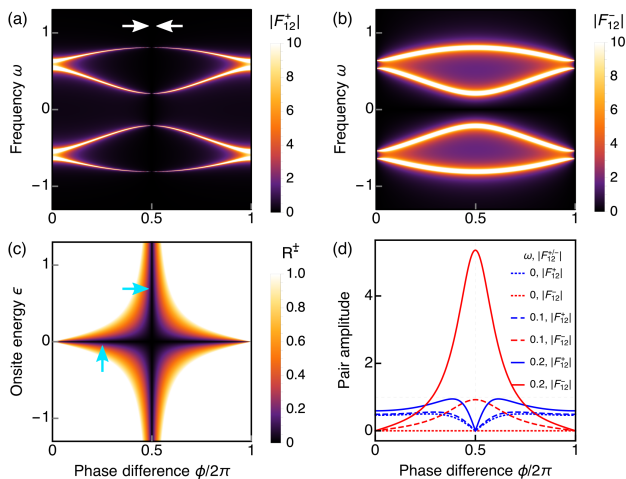 (a)
|F₁₂⁺|
(b)
|F₁₂⁻|
Frequency ω
1
0
−1
0
0.5
1
10
8
6
4
2
0
Frequency ω
1
0
−1
0
0.5
1
10
8
6
4
2
0
(c)
R±
Onsite energy ϵ
1
0
−1
0
0.5
1
Phase difference ϕ/2π
1.0
0.8
0.6
0.4
0.2
0
(d)
Pair amplitude
4
2
0
0
0.5
1
Phase difference ϕ/2π
ω, |F₁₂⁺/⁻|
0, |F₁₂⁺|
0, |F₁₂⁻|
0.1, |F₁₂⁺|
0.1, |F₁₂⁻|
0.2, |F₁₂⁺|
0.2, |F₁₂⁻|